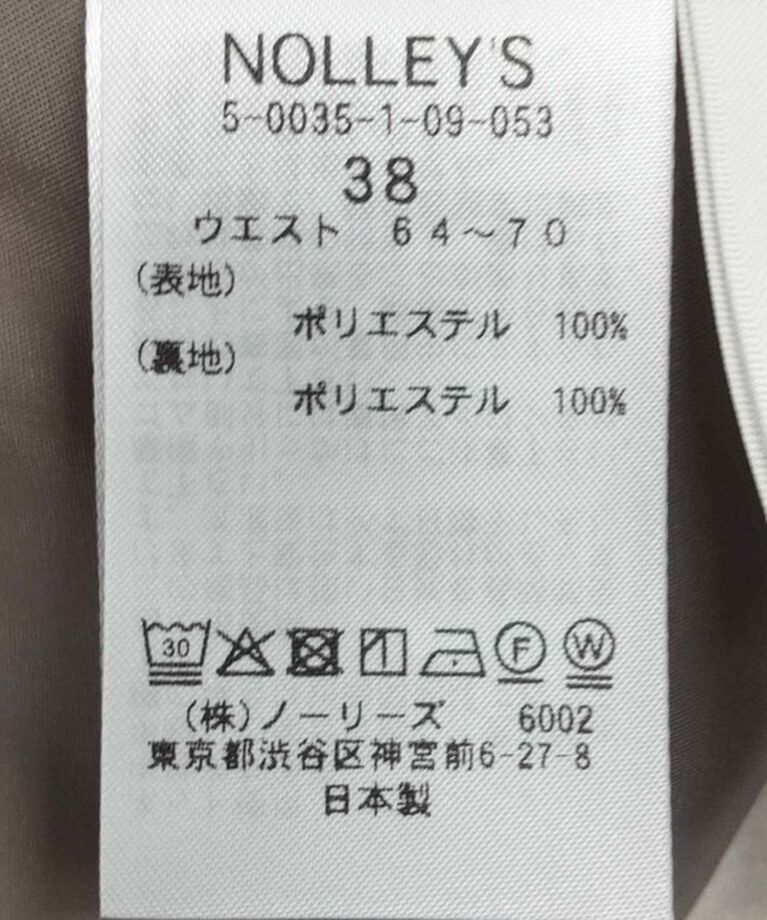 NOLLEY'S
5-0035-1-09-053
38
ウエスト 64～70
(表地)
ポリエステル 100%
(裏地)
ポリエステル 100%
30 F W
(株)ノーリーズ 6002
東京都渋谷区神宮前6-27-8
日本製